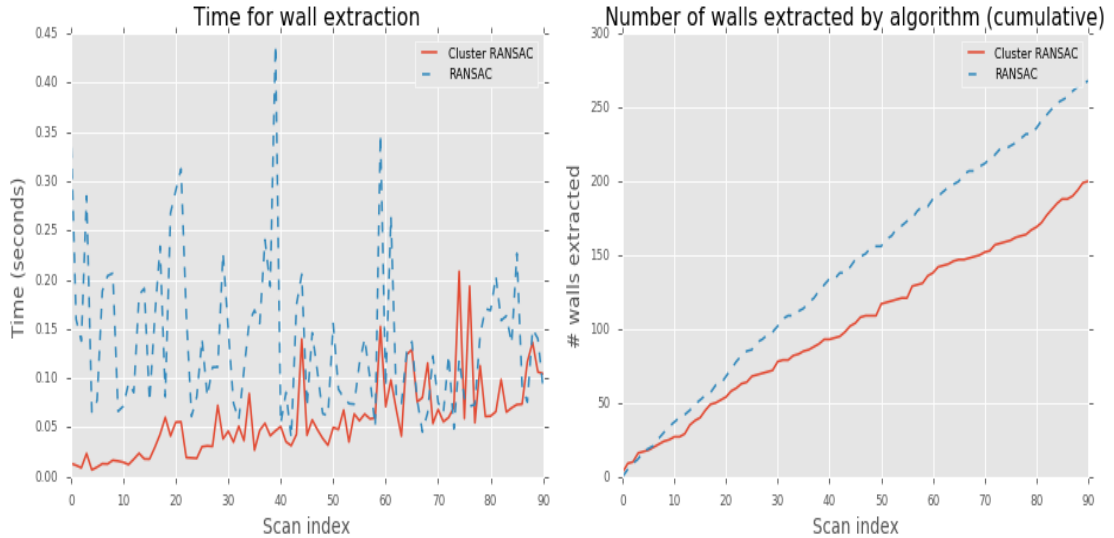 Time for wall extraction
0.45
0.40
0.35
0.30
0.25
0.20
0.15
0.10
0.05
0.00
Time (seconds)
Cluster RANSAC
RANSAC
0 10 20 30 40 50 60 70 80 90
Scan index
Number of walls extracted by algorithm (cumulative)
300
250
200
150
100
50
0
# walls extracted
Cluster RANSAC
RANSAC
0 10 20 30 40 50 60 70 80 90
Scan index